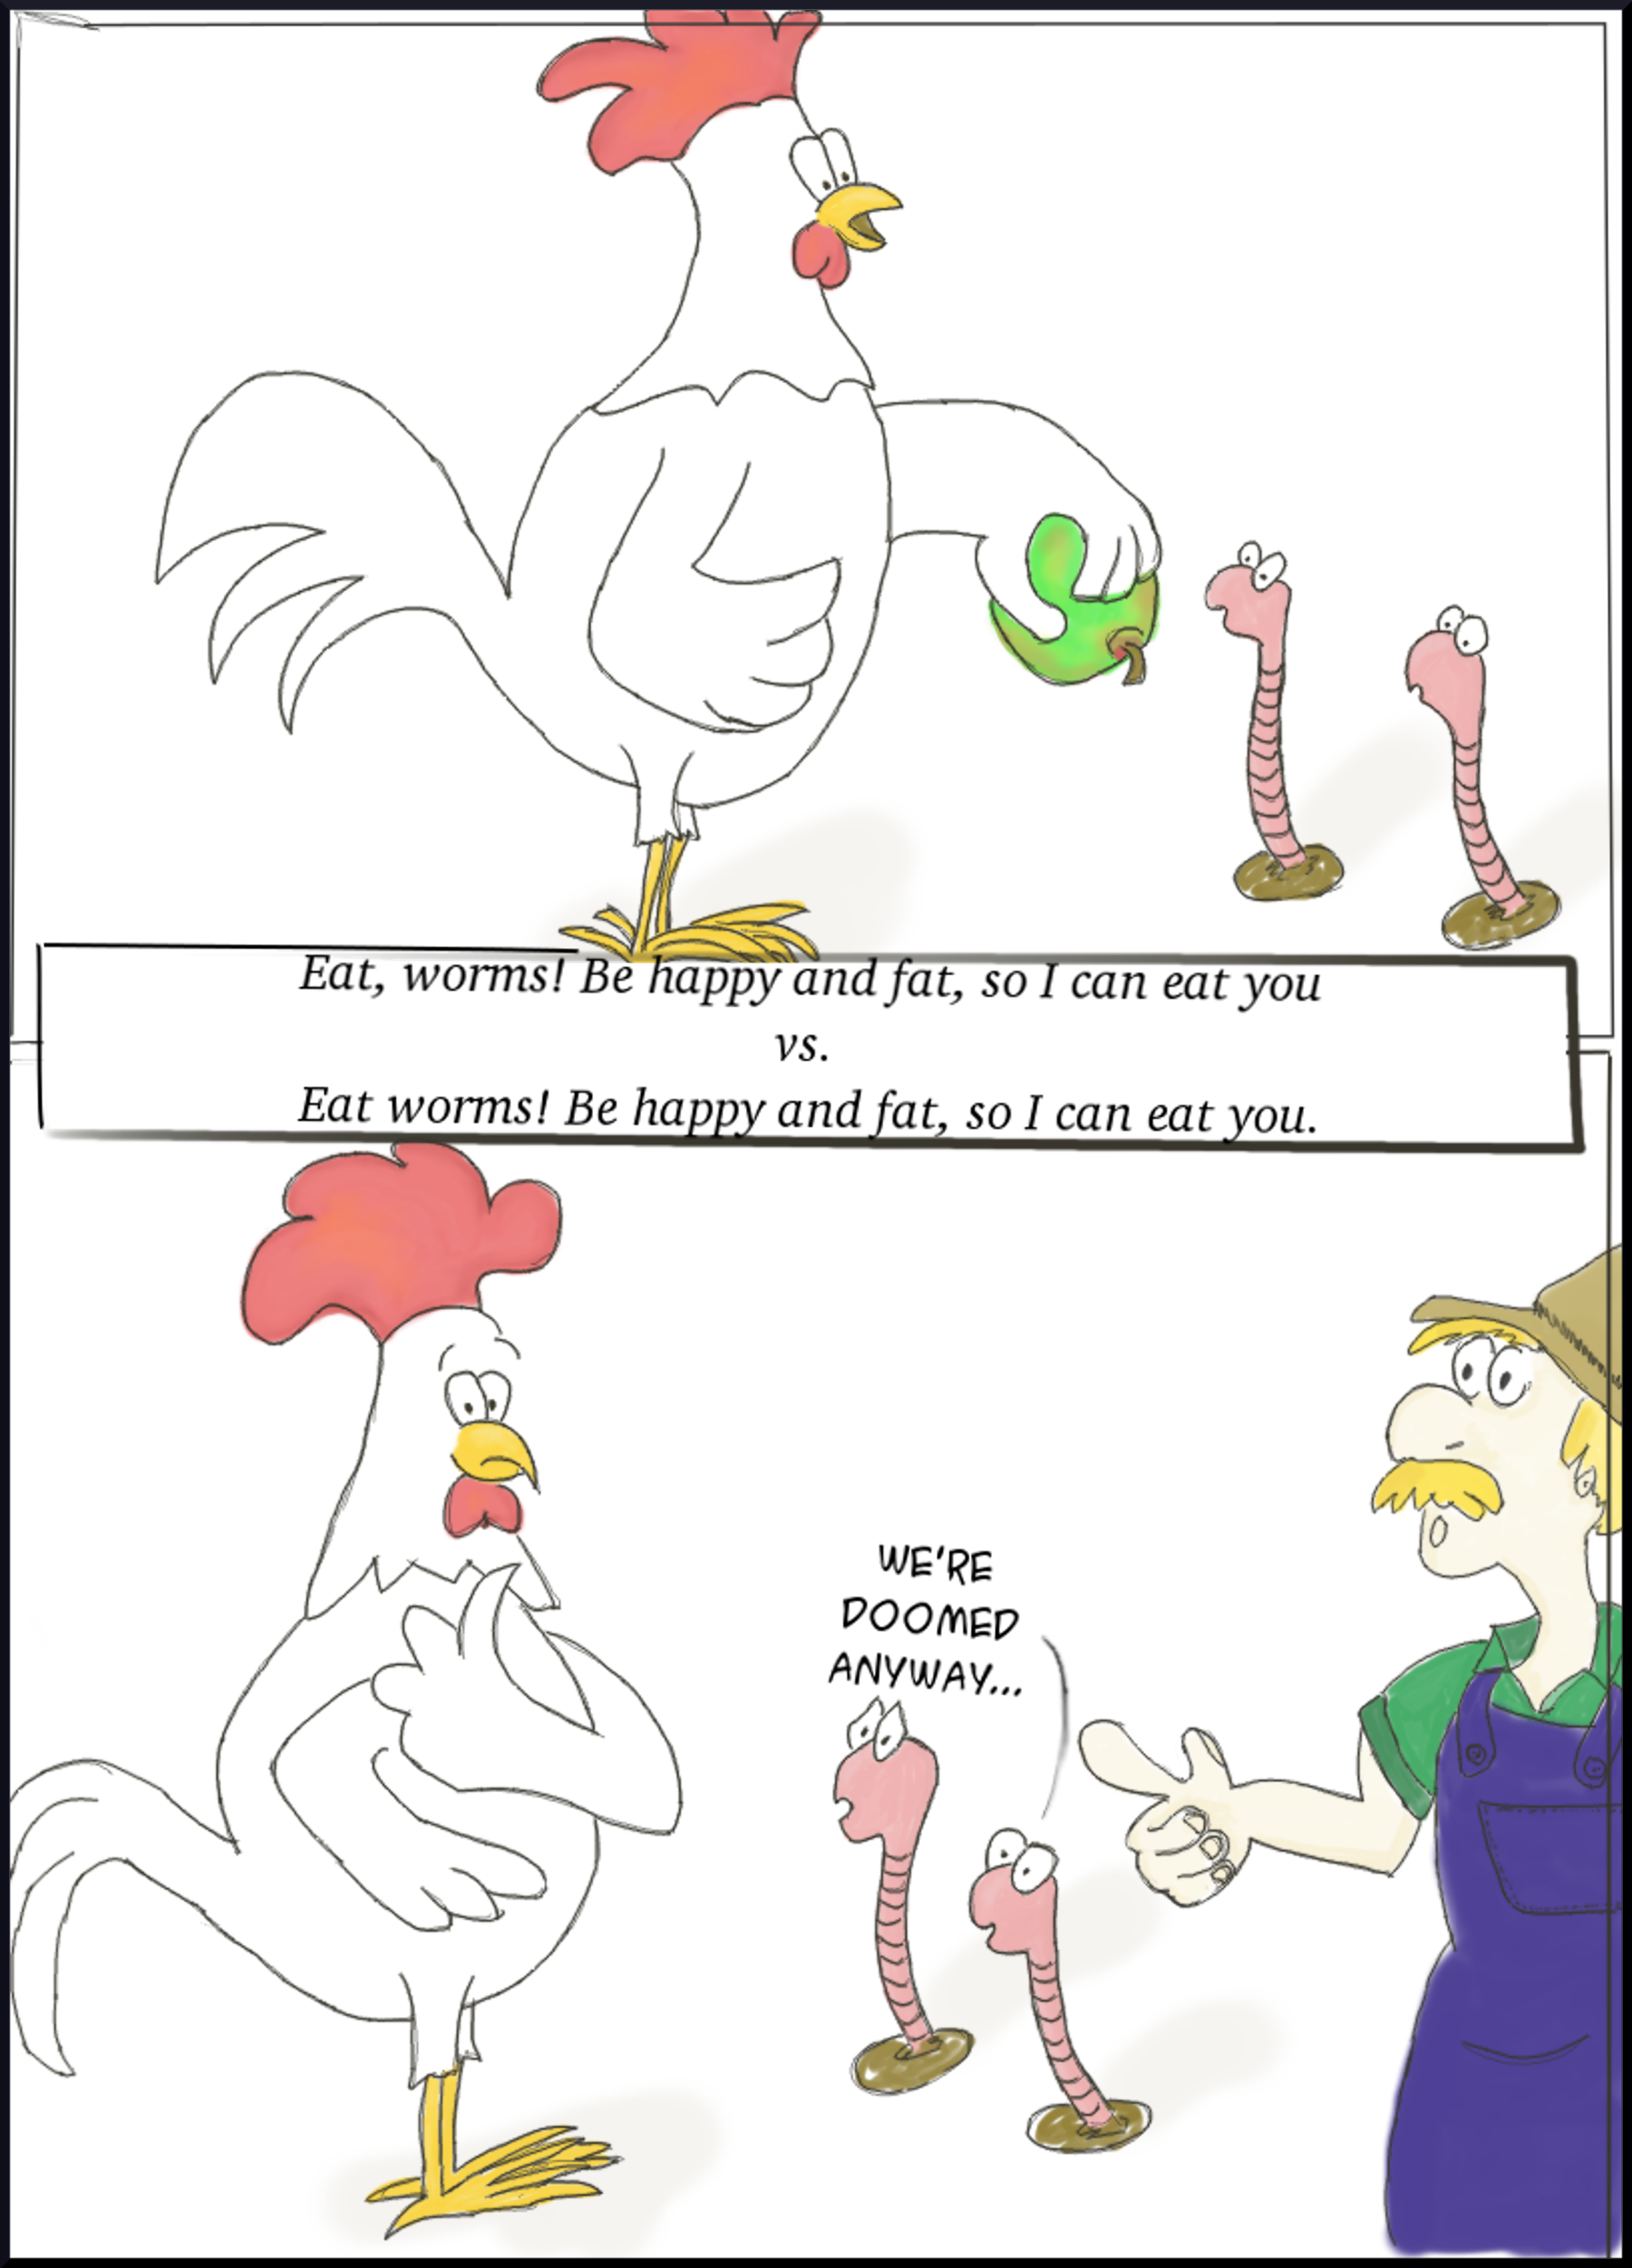 Eat, worms! Be happy and fat, so I can eat you
vs.
Eat worms! Be happy and fat, so I can eat you.
WE'RE
DOOMED
ANYWAY...